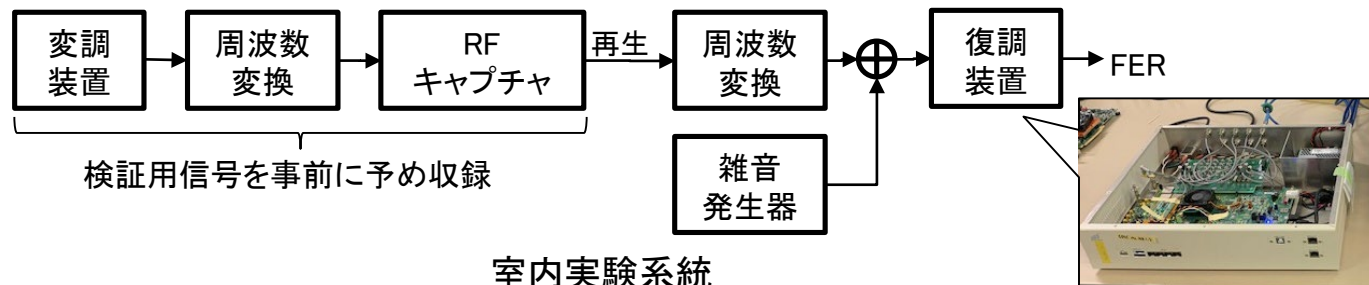 変調
装置
周波数
変換
RF
キャプチャ
再生
周波数
変換
復調
装置
FER
検証用信号を事前に予め収録
雑音
発生器
室内実験系統